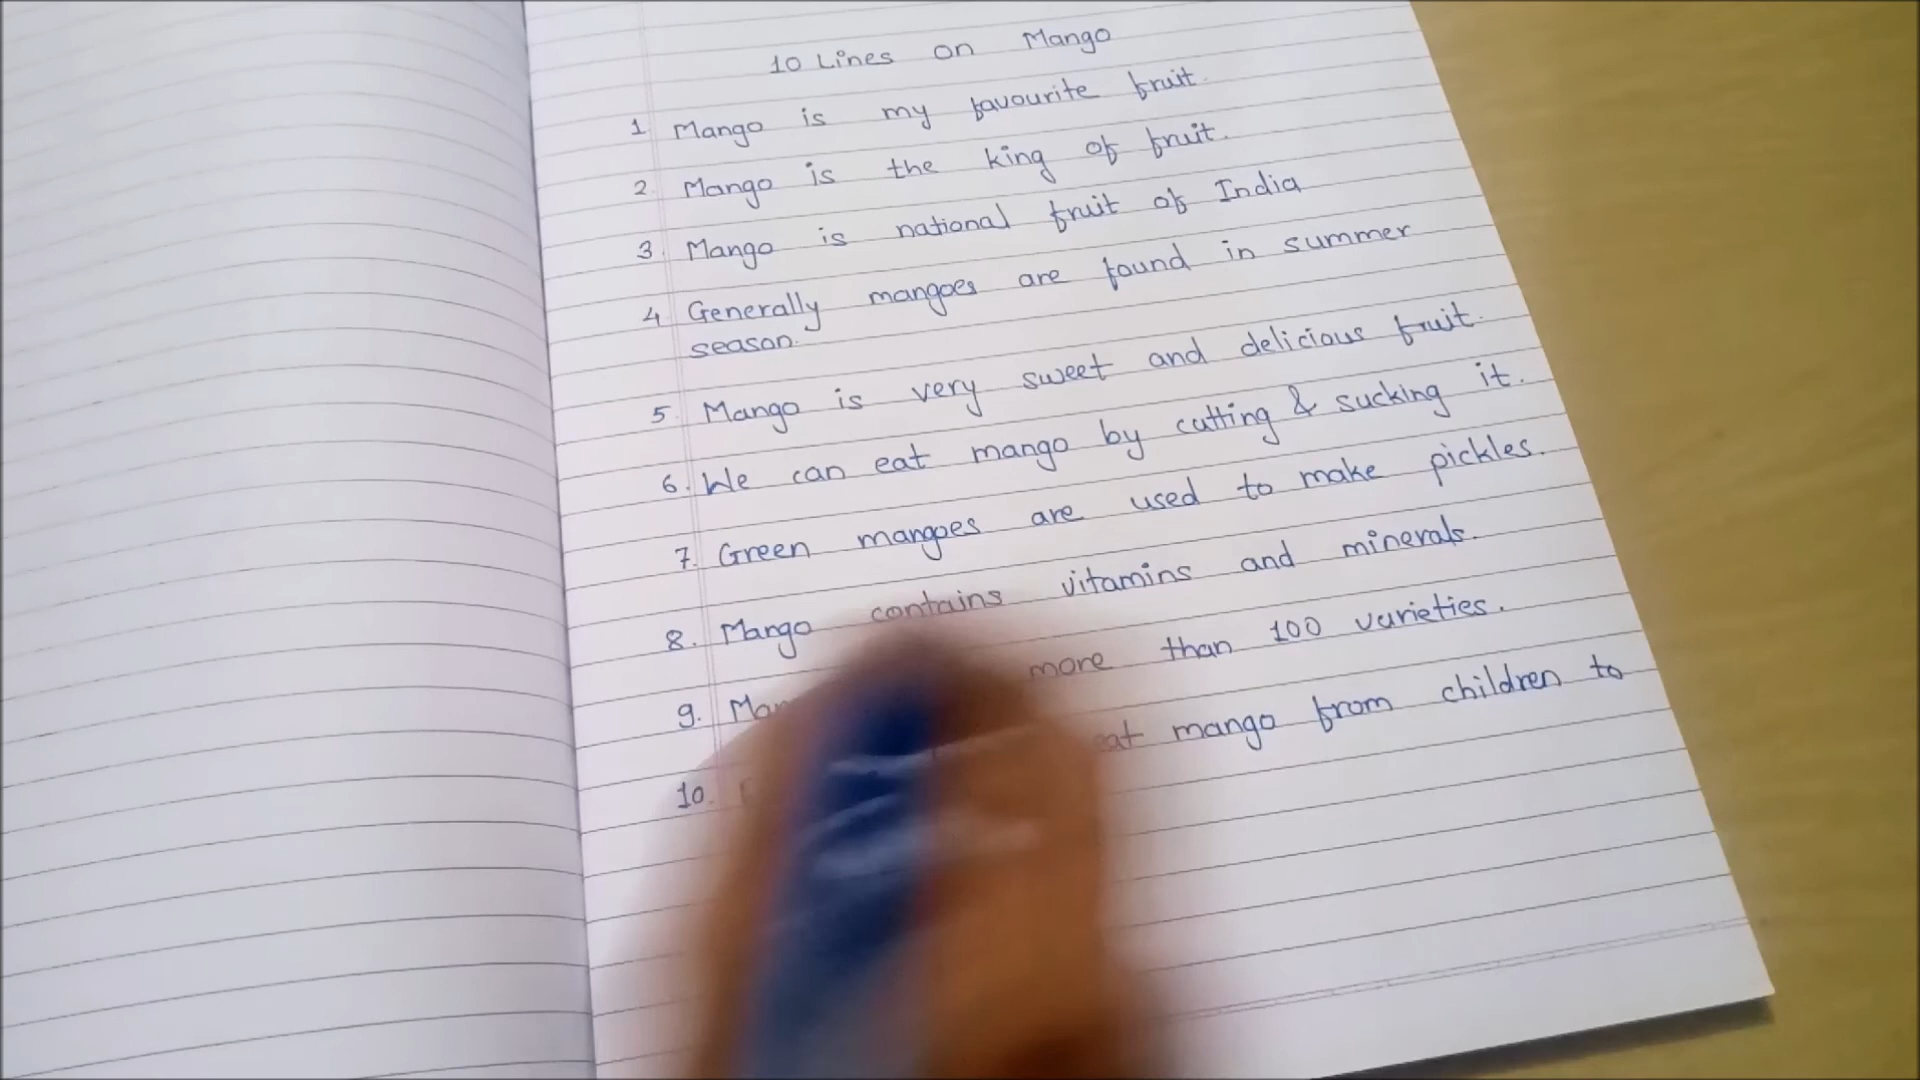 10 Lines on Mango
1 Mango is my favourite fruit.
2. Mango is the king of fruit.
3. Mango is national fruit of India
4 Generally mangoes are found in summer
season.
5. Mango is very sweet and delicious fruit.
6. We can eat mango by cutting & sucking it.
7. Green mangoes are used to make pickles.
8. Mango contains vitamins and minerals.
9. more than 100 varieties.
10. eat mango from children to